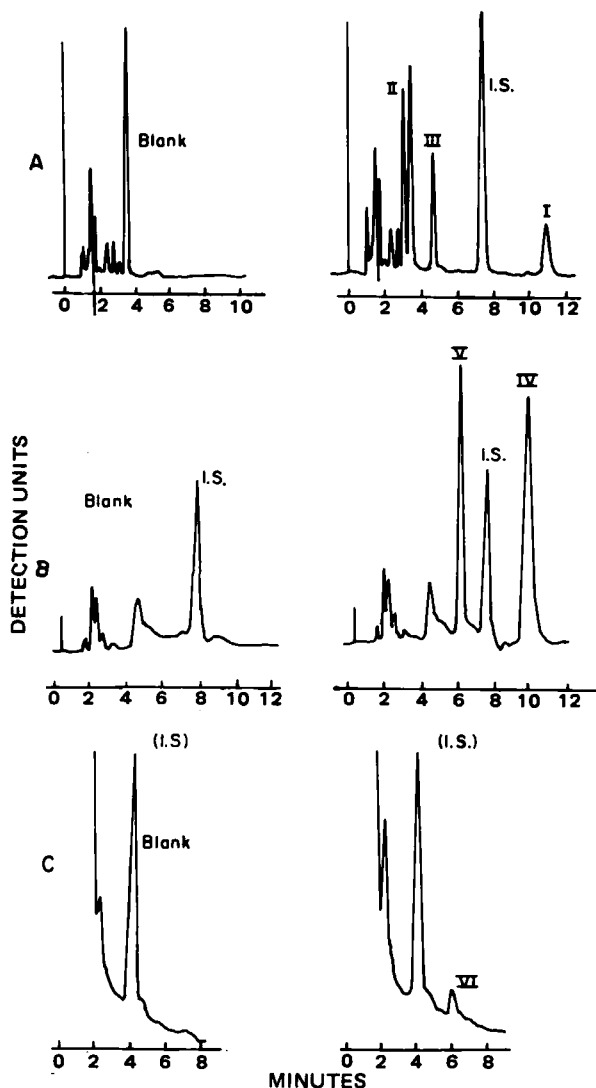 A
Blank
0 2 4 6 8 10
II
III
I.S.
I
0 2 4 6 8 10 12
DETECTION UNITS
B
Blank
I.S.
0 2 4 6 8 10 12
V
I.S.
IV
0 2 4 6 8 10 12
C
(I.S)
Blank
0 2 4 6 8
(I.S.)
VI
0 2 4 6 8
MINUTES